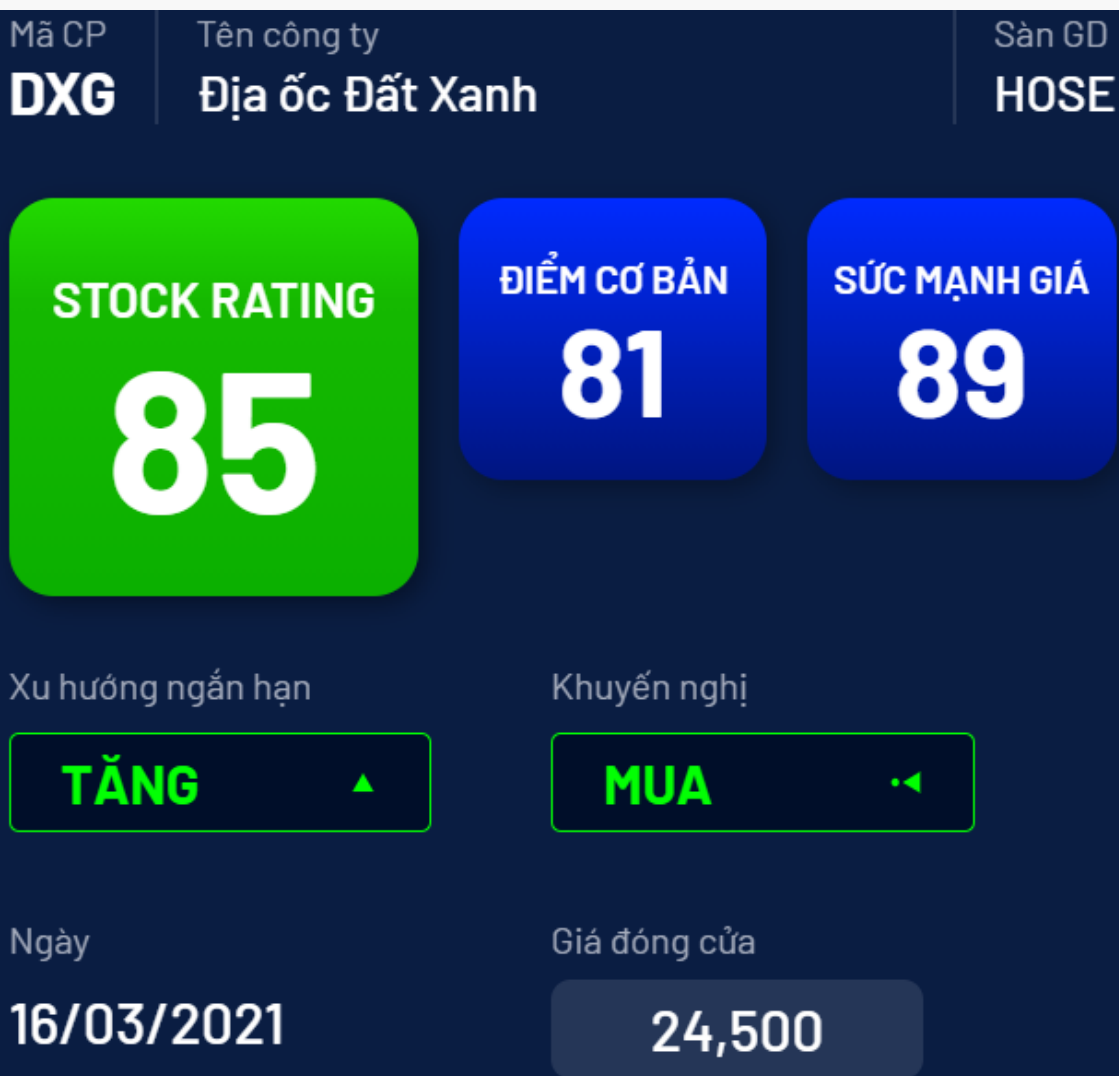 Mã CP
Tên công ty
Sàn GD
DXG
Địa ốc Đất Xanh
HOSE
STOCK RATING
85
ĐIỂM CƠ BẢN
81
SỨC MẠNH GIÁ
89
Xu hướng ngắn hạn
Khuyến nghị
TĂNG
MUA
Ngày
Giá đóng cửa
16/03/2021
24,500